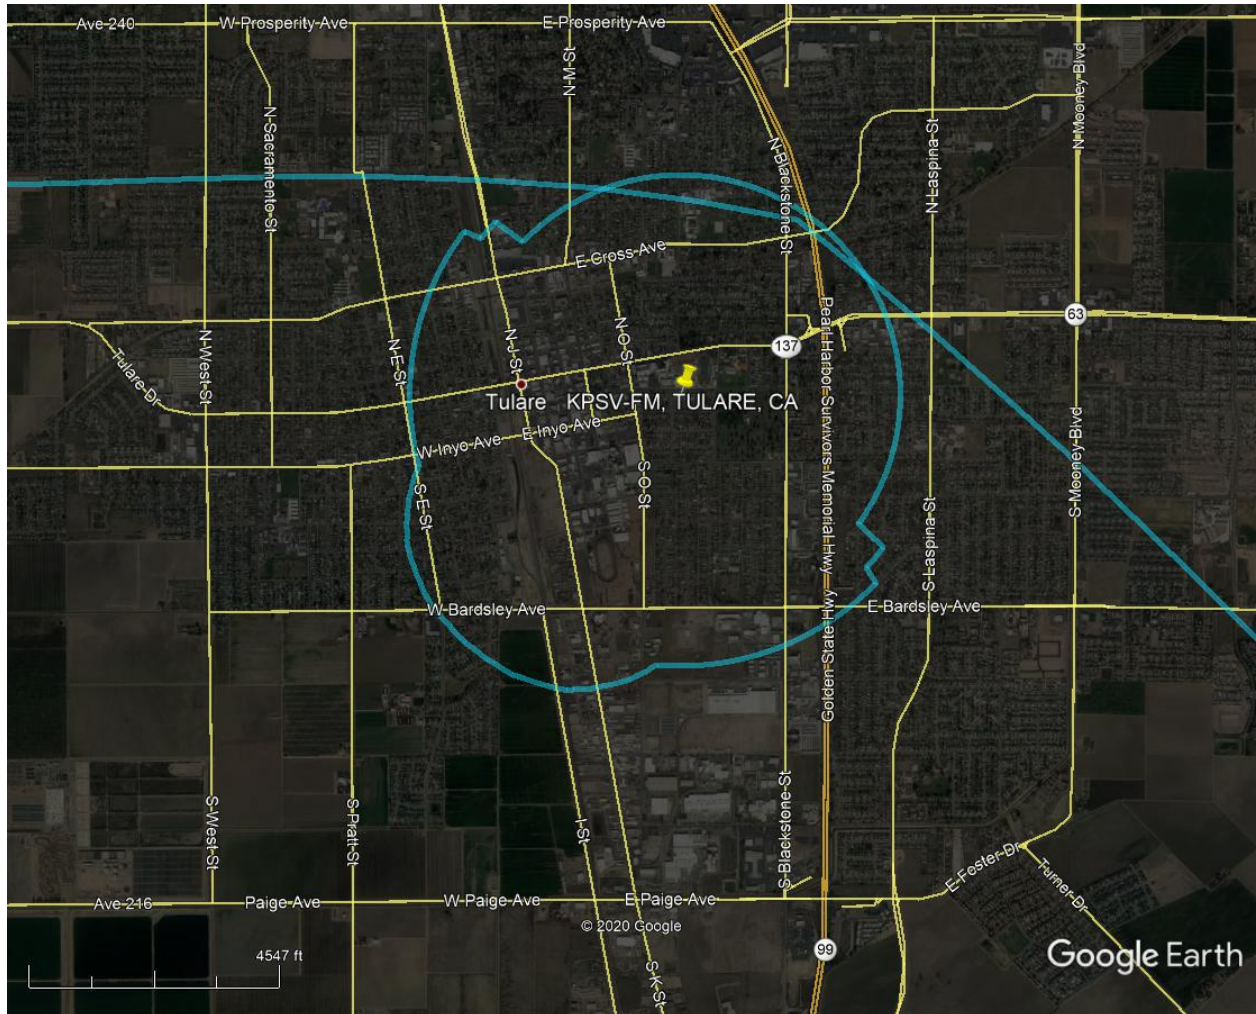 Ave 240
W Prosperity Ave
E Prosperity Ave
N M St
N Sacramento St
N Blackstone St
N Laspina St
N Mooney Blvd
E Cross Ave
N West St
N E St
N J St
N O St
137
63
Tulare Dr
Tulare
KPSV-FM, TULARE, CA
Pearl Harbor Survivors Memorial Hwy
W Inyo Ave
E Inyo Ave
S E St
S O St
S Mooney Blvd
S Laspina St
W Bardsley Ave
E Bardsley Ave
Golden State Hwy
S West St
S Pratt St
I St
S Blackstone St
E Foster Dr
Turner Dr
Ave 216
Paige Ave
W Paige Ave
E Paige Ave
© 2020 Google
99
4547 ft
S K St
Google Earth